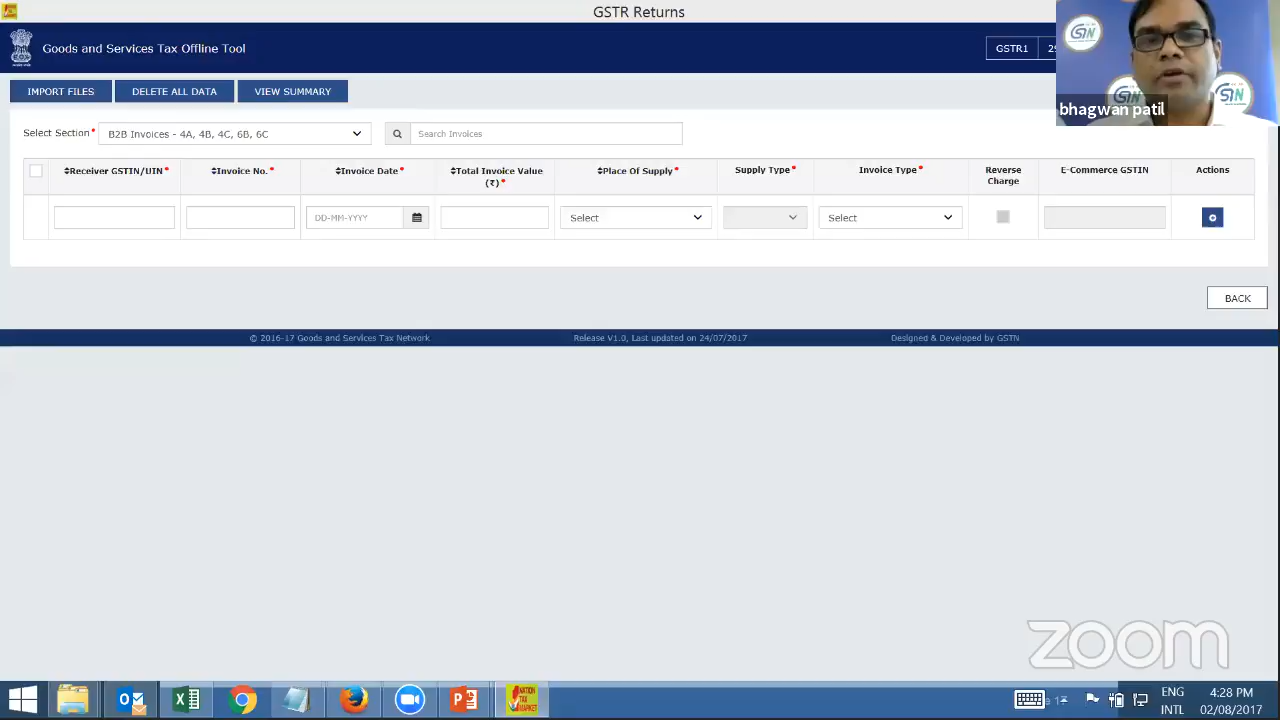 GSTR Returns
Goods and Services Tax Offline Tool
GSTR1
GSTN
bhagwan patil
IMPORT FILES
DELETE ALL DATA
VIEW SUMMARY
Select Section* B2B Invoices - 4A, 4B, 4C, 6B, 6C
Search Invoices
Receiver GSTIN/UIN* Invoice No.* Invoice Date* Total Invoice Value (₹)* Place Of Supply* Supply Type* Invoice Type* Reverse Charge E-Commerce GSTIN Actions
DD-MM-YYYY Select Select
BACK
© 2016-17 Goods and Services Tax Network Release V1.0, Last updated on 24/07/2017 Designed & Developed by GSTN
zoom
NATION TAX MARKET
ENG 4:28 PM
INTL 02/08/2017